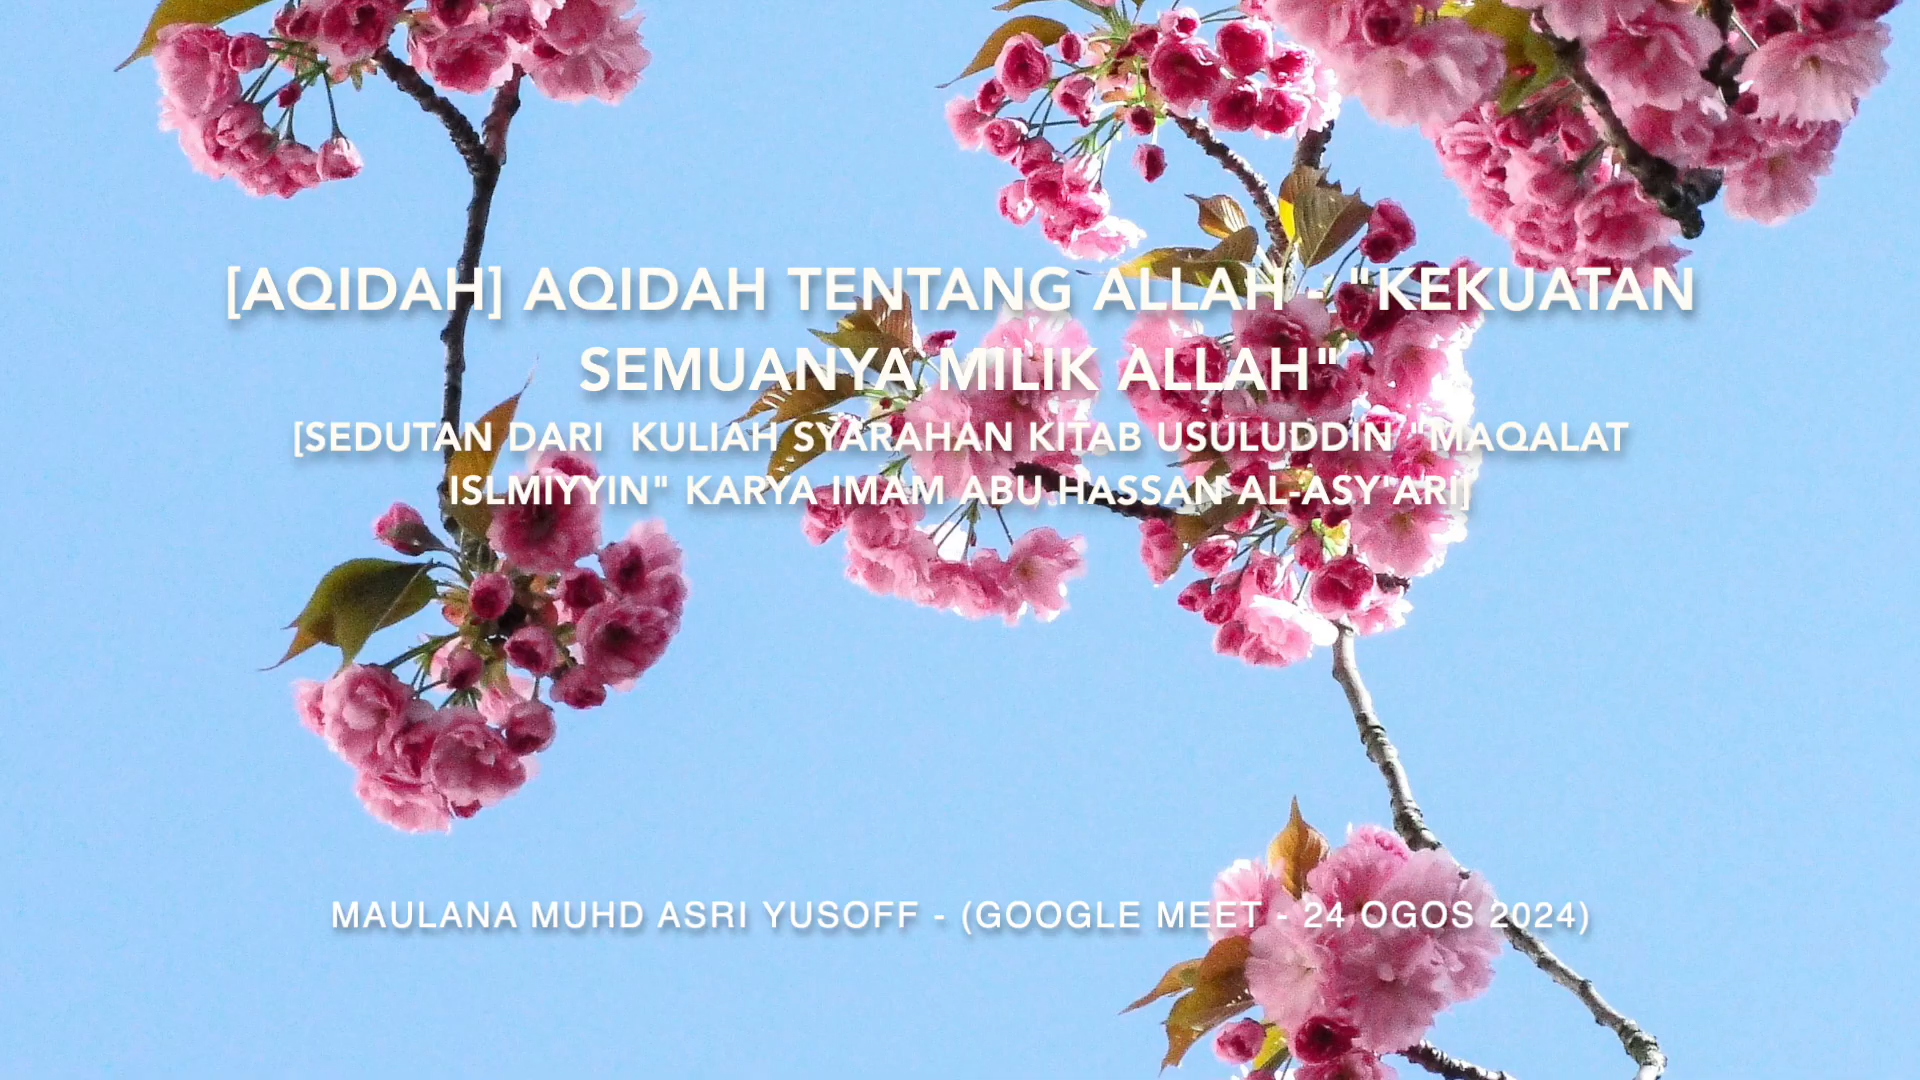 [AQIDAH] AQIDAH TENTANG ALLAH - "KEKUATAN
SEMUANYA MILIK ALLAH"
[SEDUTAN DARI  KULIAH SYARAHAN KITAB USULUDDIN "MAQALAT
ISLMIYYIN" KARYA IMAM ABU HASSAN AL-ASY'ARI]
MAULANA MUHD ASRI YUSOFF - (GOOGLE MEET - 24 OGOS 2024)